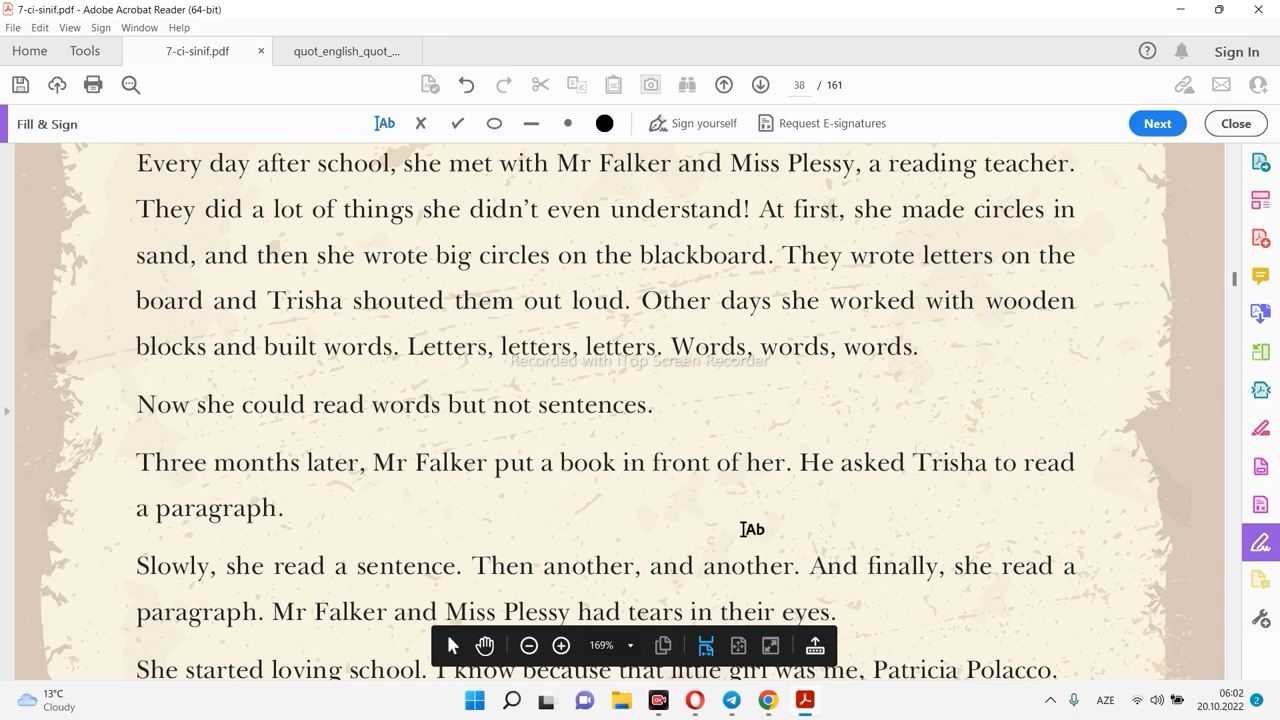 7-ci-sinif.pdf - Adobe Acrobat Reader (64-bit)
File Edit View Sign Window Help
Home Tools 7-ci-sinif.pdf × quot_english_quot_... Sign In
38 / 161
Fill & Sign Ab Sign yourself Request E-signatures Next Close
Every day after school, she met with Mr Falker and Miss Plessy, a reading teacher.
They did a lot of things she didn't even understand! At first, she made circles in
sand, and then she wrote big circles on the blackboard. They wrote letters on the
board and Trisha shouted them out loud. Other days she worked with wooden
blocks and built words. Letters, letters, letters. Words, words, words.
Recorded with iTop Screen Recorder
Now she could read words but not sentences.
Three months later, Mr Falker put a book in front of her. He asked Trisha to read
a paragraph.
Ab
Slowly, she read a sentence. Then another, and another. And finally, she read a
paragraph. Mr Falker and Miss Plessy had tears in their eyes.
169%
She started loving school. I know because that little girl was me, Patricia Polacco.
13°C
Cloudy
AZE
06:02
20.10.2022
2